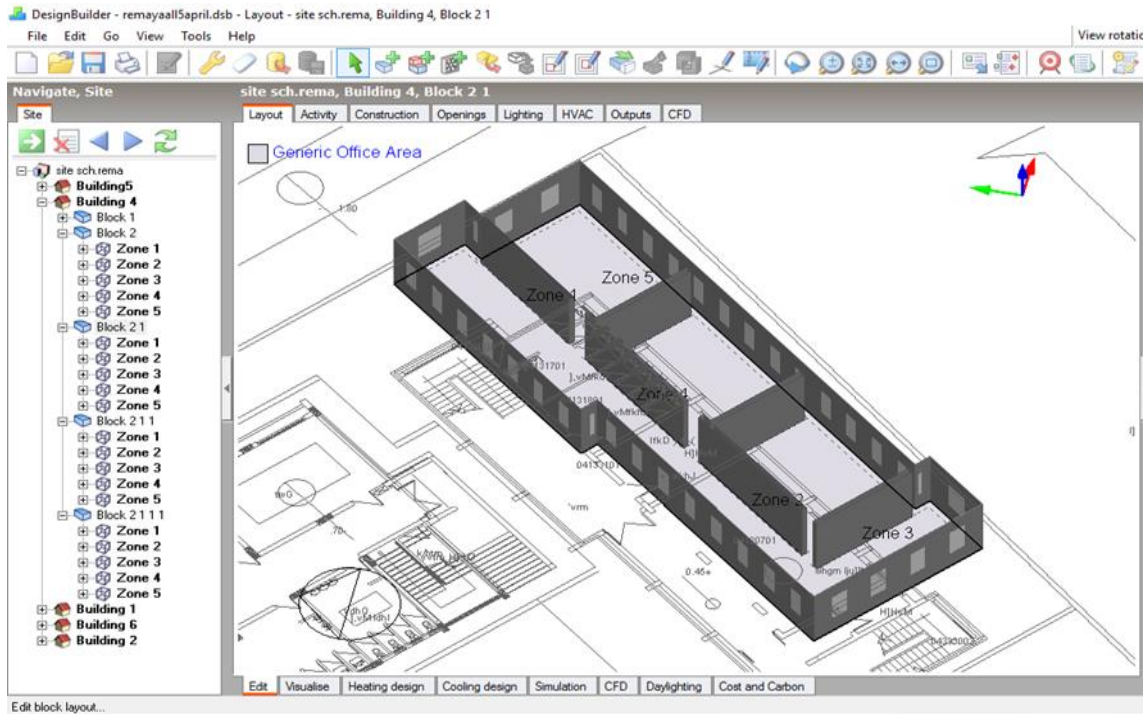 DesignBuilder - remayaall5april.dsb - Layout - site sch.rema, Building 4, Block 2 1
File Edit Go View Tools Help
View rotatio
Navigate, Site
site sch.rema, Building 4, Block 2 1
Site
Layout Activity Construction Openings Lighting HVAC Outputs CFD
Generic Office Area
site sch.rema
Building5
Building 4
Block 1
Block 2
Zone 1
Zone 2
Zone 3
Zone 4
Zone 5
Block 2 1
Zone 1
Zone 2
Zone 3
Zone 4
Zone 5
Block 2 1 1
Zone 1
Zone 2
Zone 3
Zone 4
Zone 5
Block 2 1 1 1
Zone 1
Zone 2
Zone 3
Zone 4
Zone 5
Building 1
Building 6
Building 2
1.80
Zone 5
Zone 1
Zone 4
Zone 2
Zone 3
'vrm
.70-
0.45+
Edit Visualise Heating design Cooling design Simulation CFD Daylighting Cost and Carbon
Edit block layout...